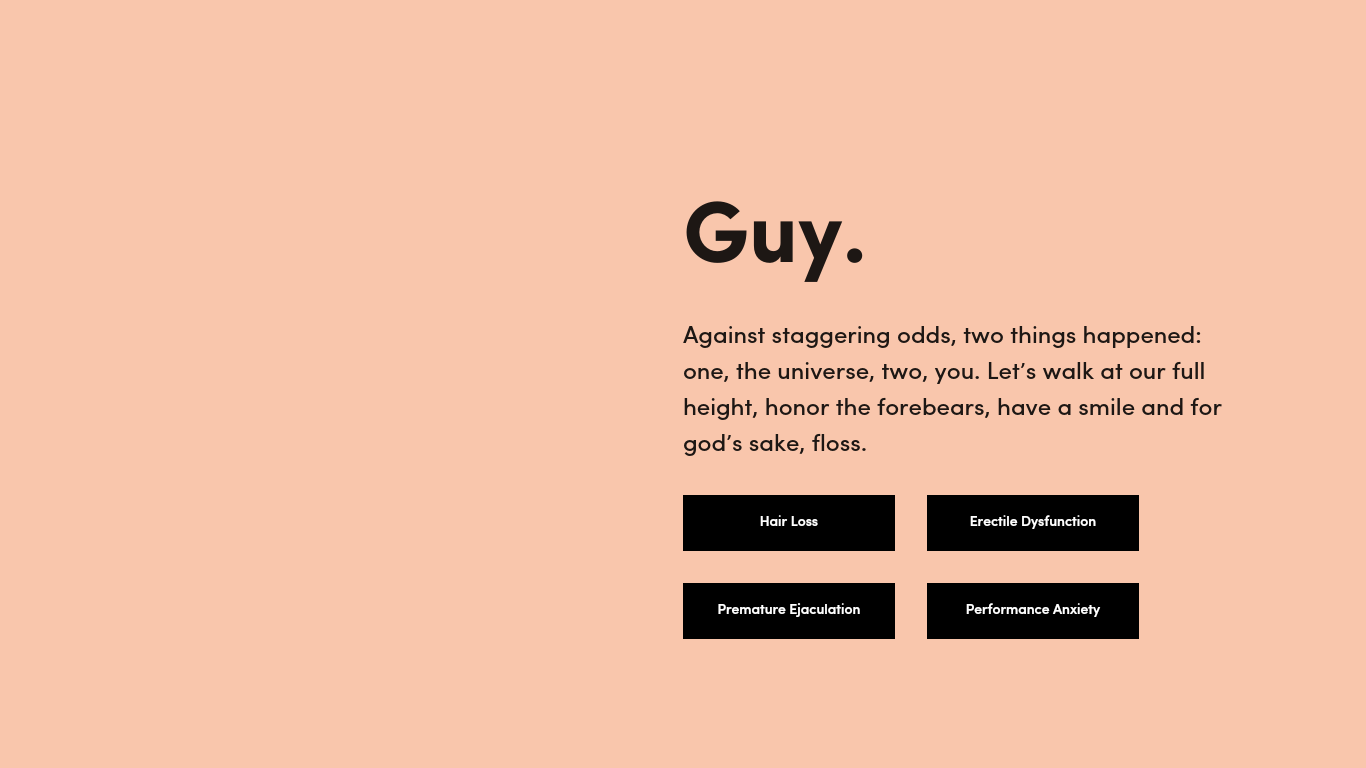 Guy.
Against staggering odds, two things happened:
one, the universe, two, you. Let’s walk at our full
height, honor the forebears, have a smile and for
god’s sake, floss.
Hair Loss
Erectile Dysfunction
Premature Ejaculation
Performance Anxiety